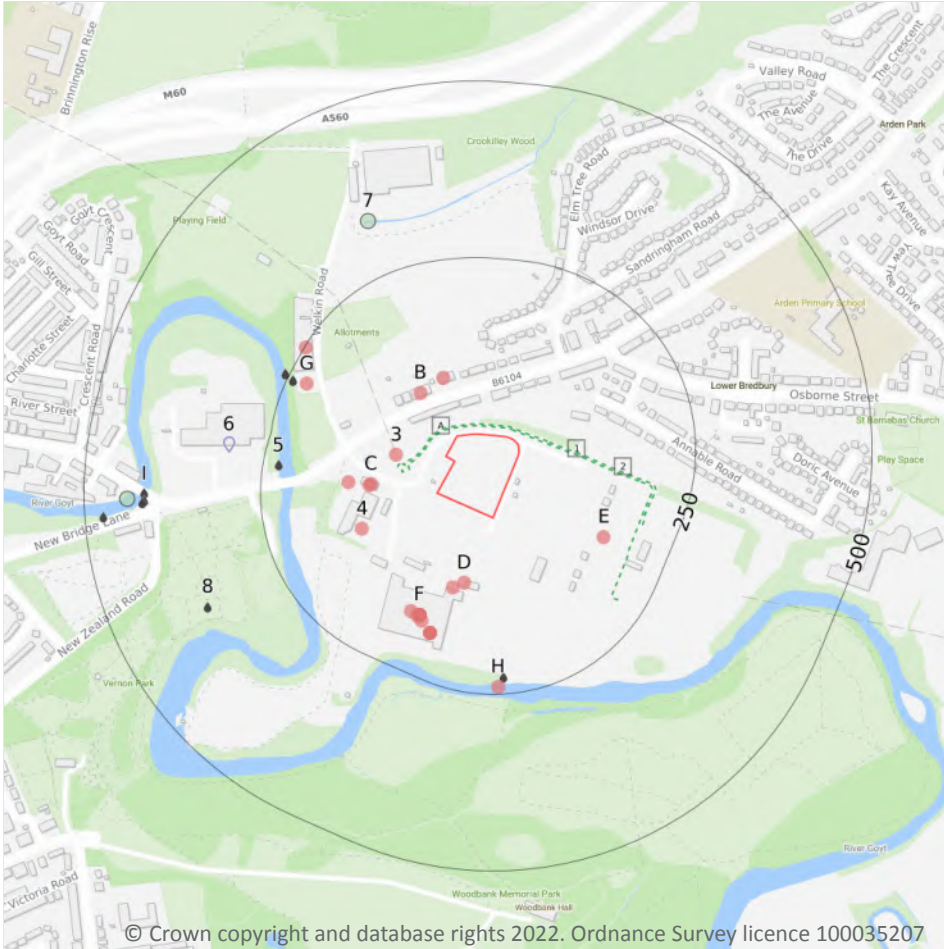 Brinnington Rise
M60
A560
Valley Road
The Avenue
The Crescent
The Drive
Arden Park
Crookilley Wood
7
Elm Tree Road
Windsor Drive
Sandringham Road
Kay Avenue
Yew Tree Drive
Playing Field
Goyt
Crescent
Goyt Road
Gill Street
Charlotte Street
Crescent Road
River Street
Welkin Road
Allotments
Arden Primary School
G
B
B6104
Lower Bredbury
Osborne Street
St Barnabas Church
Play Space
6
5
3
A
1
2
Annable Road
Doric Avenue
I
C
4
E
250
500
River Goyt
New Bridge Lane
8
D
F
New Zealand Road
H
Vernon Park
River Goyt
Victoria Road
Woodbank Memorial Park
Woodbank Hall
© Crown copyright and database rights 2022. Ordnance Survey licence 100035207